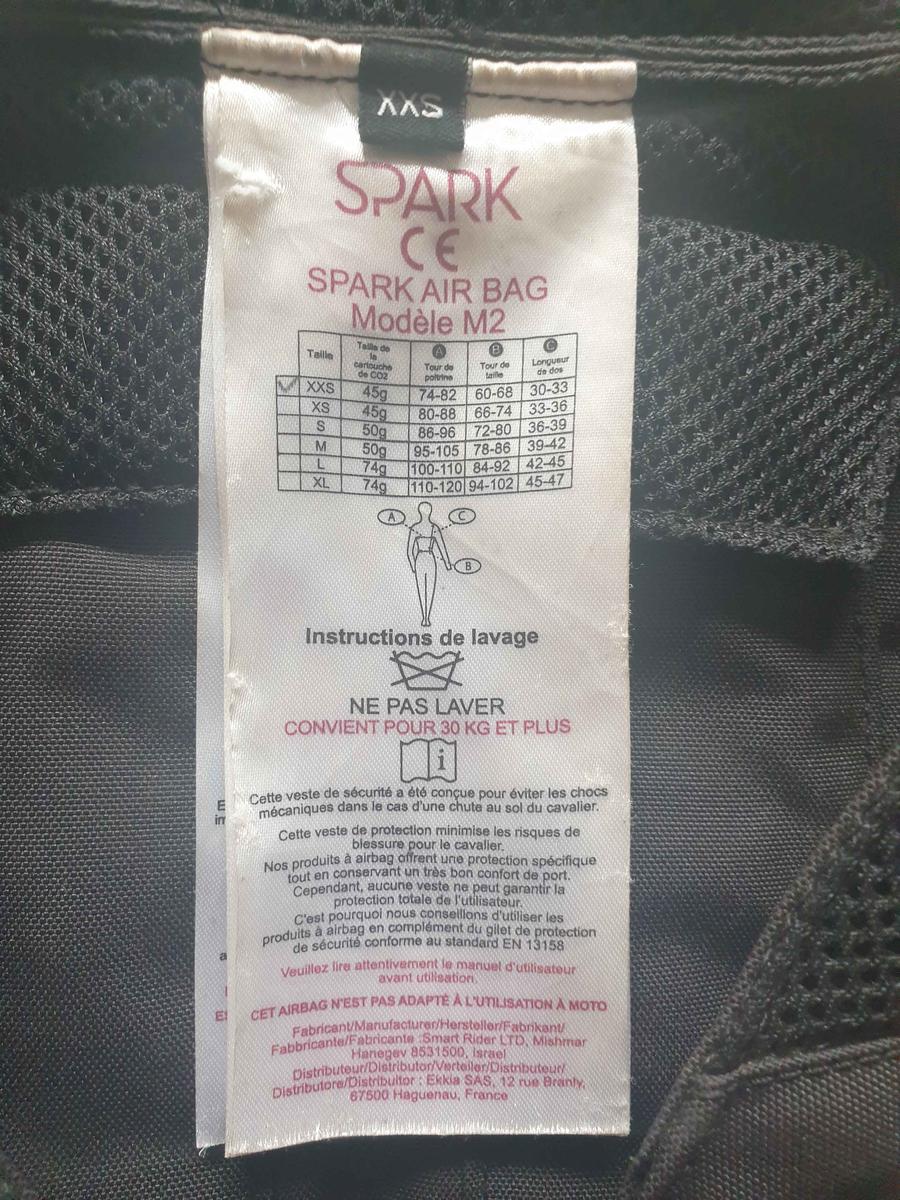 XXS
SPARK
CE
SPARK AIR BAG
Modèle M2
Taille Taille de la cartouche de CO2 A Tour de poitrine B Tour de taille C Longueur de dos
XXS 45g 74-82 60-68 30-33
XS 45g 80-88 66-74 33-36
S 50g 86-96 72-80 36-39
M 50g 95-105 78-86 39-42
L 74g 100-110 84-92 42-45
XL 74g 110-120 94-102 45-47
A C
B
Instructions de lavage
NE PAS LAVER
CONVIENT POUR 30 KG ET PLUS
i
Cette veste de sécurité a été conçue pour éviter les chocs
mécaniques dans le cas d'une chute au sol du cavalier.
Cette veste de protection minimise les risques de
blessure pour le cavalier.
Nos produits à airbag offrent une protection spécifique
tout en conservant un très bon confort de port.
Cependant, aucune veste ne peut garantir la
protection totale de l'utilisateur.
C'est pourquoi nous conseillons d'utiliser les
produits à airbag en complément du gilet de protection
de sécurité conforme au standard EN 13158
Veuillez lire attentivement le manuel d'utilisateur
avant utilisation.
CET AIRBAG N'EST PAS ADAPTÉ À L'UTILISATION À MOTO
Fabricant/Manufacturer/Hersteller/Fabrikant/
Fabbricante/Fabricante :Smart Rider LTD, Mishmar
Hanegev 8531500, Israel
Distributeur/Distributor/Verteiler/Distributeur/
Distributore/Distribuitor : Ekkia SAS, 12 rue Branly,
67500 Haguenau, France